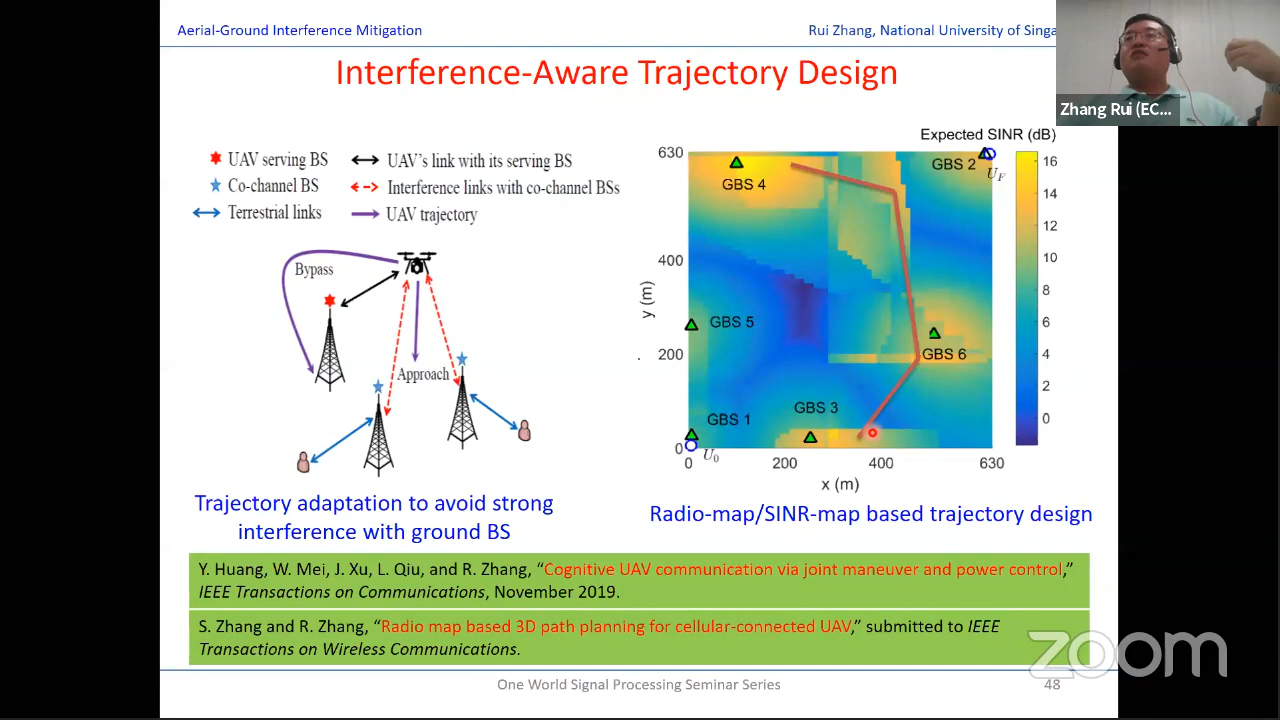 Aerial-Ground Interference Mitigation
Rui Zhang, National University of Singa
Zhang Rui (EC...
Interference-Aware Trajectory Design
UAV serving BS
UAV's link with its serving BS
Co-channel BS
Interference links with co-channel BSs
Terrestrial links
UAV trajectory
Bypass
Approach
Trajectory adaptation to avoid strong
interference with ground BS
Expected SINR (dB)
630
400
200
0
y (m)
GBS 4
GBS 2
U_F
GBS 5
GBS 6
GBS 3
GBS 1
U_0
0
200
400
630
x (m)
16
14
12
10
8
6
4
2
0
Radio-map/SINR-map based trajectory design
Y. Huang, W. Mei, J. Xu, L. Qiu, and R. Zhang, “Cognitive UAV communication via joint maneuver and power control,”
IEEE Transactions on Communications, November 2019.
S. Zhang and R. Zhang, “Radio map based 3D path planning for cellular-connected UAV,” submitted to IEEE
Transactions on Wireless Communications.
zoom
One World Signal Processing Seminar Series
48